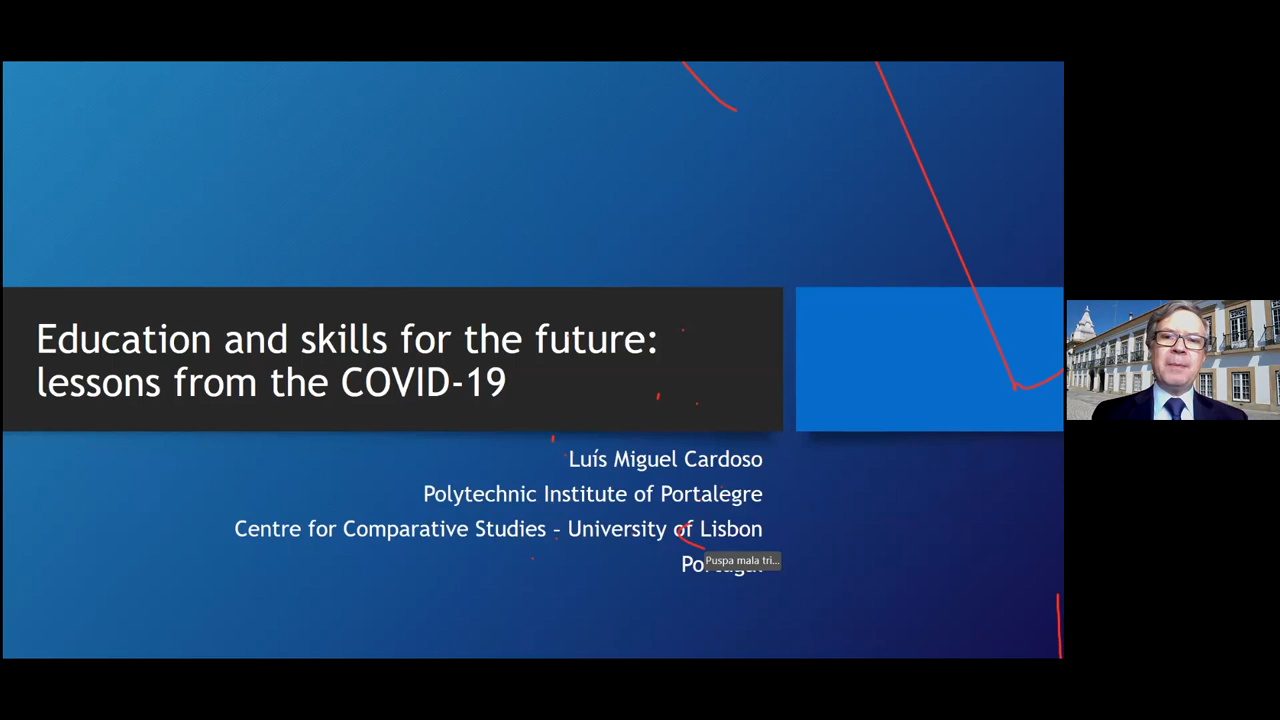 Education and skills for the future:
lessons from the COVID-19
Luís Miguel Cardoso
Polytechnic Institute of Portalegre
Centre for Comparative Studies – University of Lisbon
Portugal
Puspa mala tri...